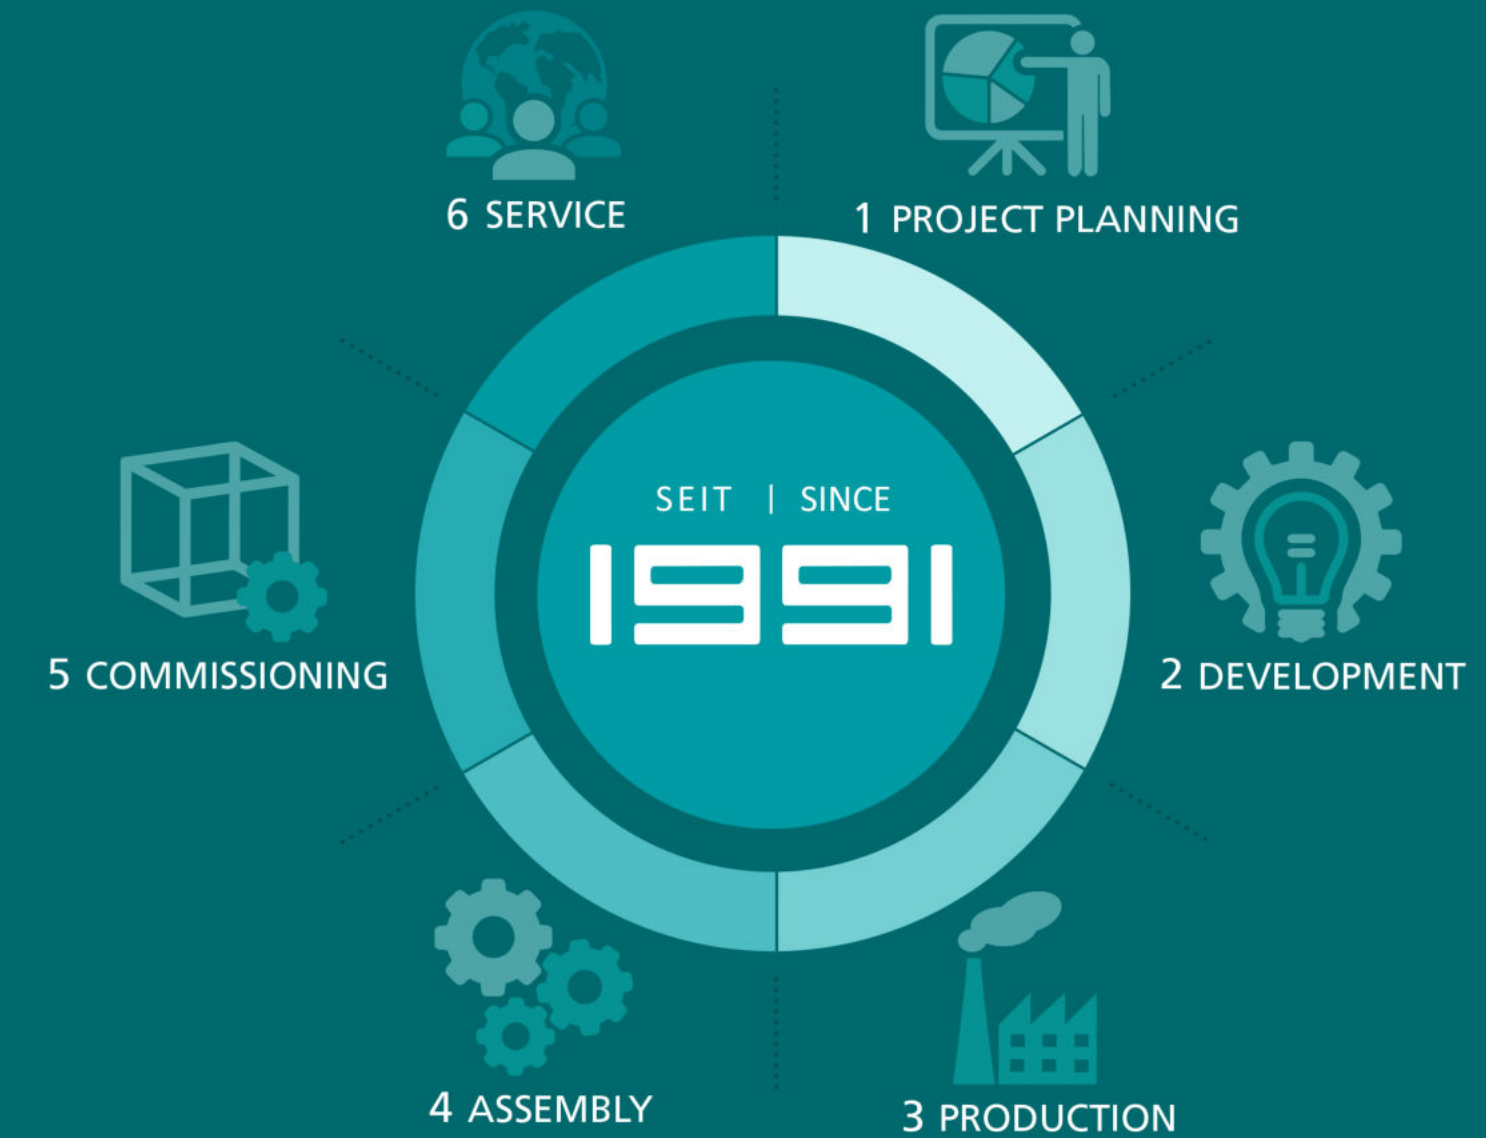 6 SERVICE
1 PROJECT PLANNING
SEIT | SINCE
1991
5 COMMISSIONING
2 DEVELOPMENT
4 ASSEMBLY
3 PRODUCTION